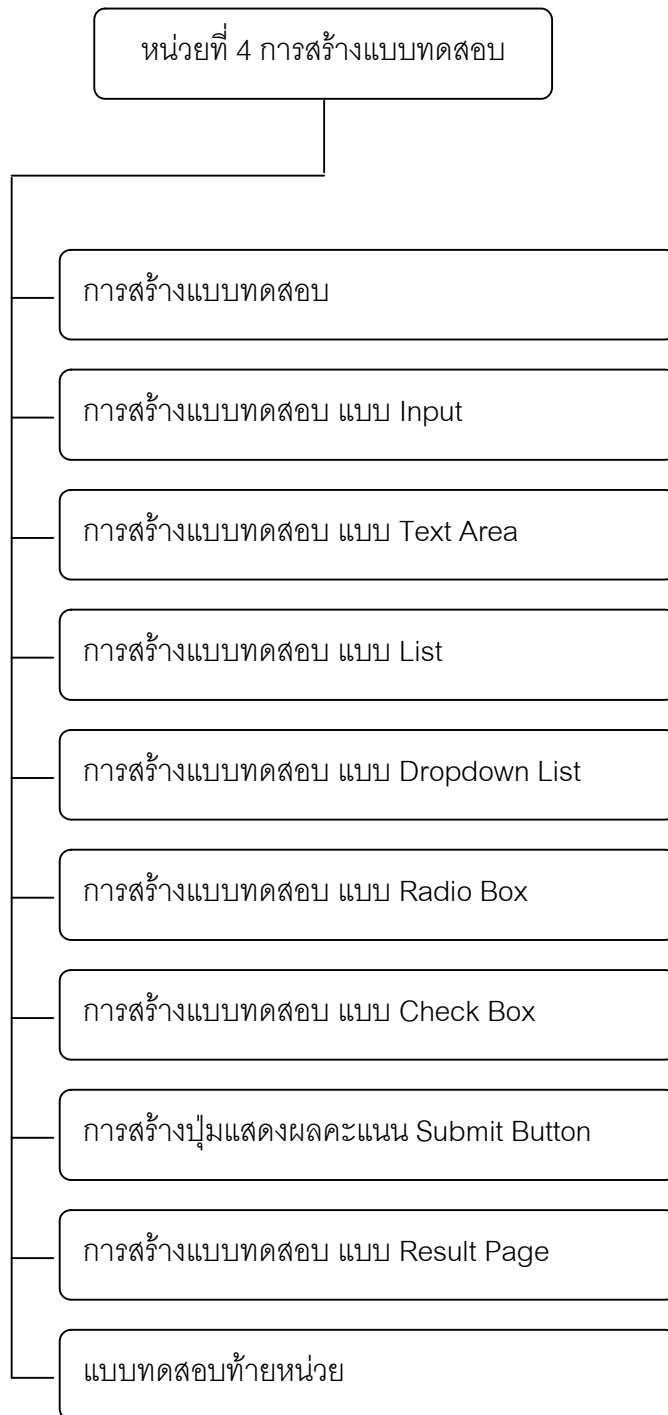 หน่วยที่ 4 การสร้างแบบทดสอบ
การสร้างแบบทดสอบ
การสร้างแบบทดสอบ แบบ Input
การสร้างแบบทดสอบ แบบ Text Area
การสร้างแบบทดสอบ แบบ List
การสร้างแบบทดสอบ แบบ Dropdown List
การสร้างแบบทดสอบ แบบ Radio Box
การสร้างแบบทดสอบ แบบ Check Box
การสร้างปุ่มแสดงผลคะแนน Submit Button
การสร้างแบบทดสอบ แบบ Result Page
แบบทดสอบท้ายหน่วย